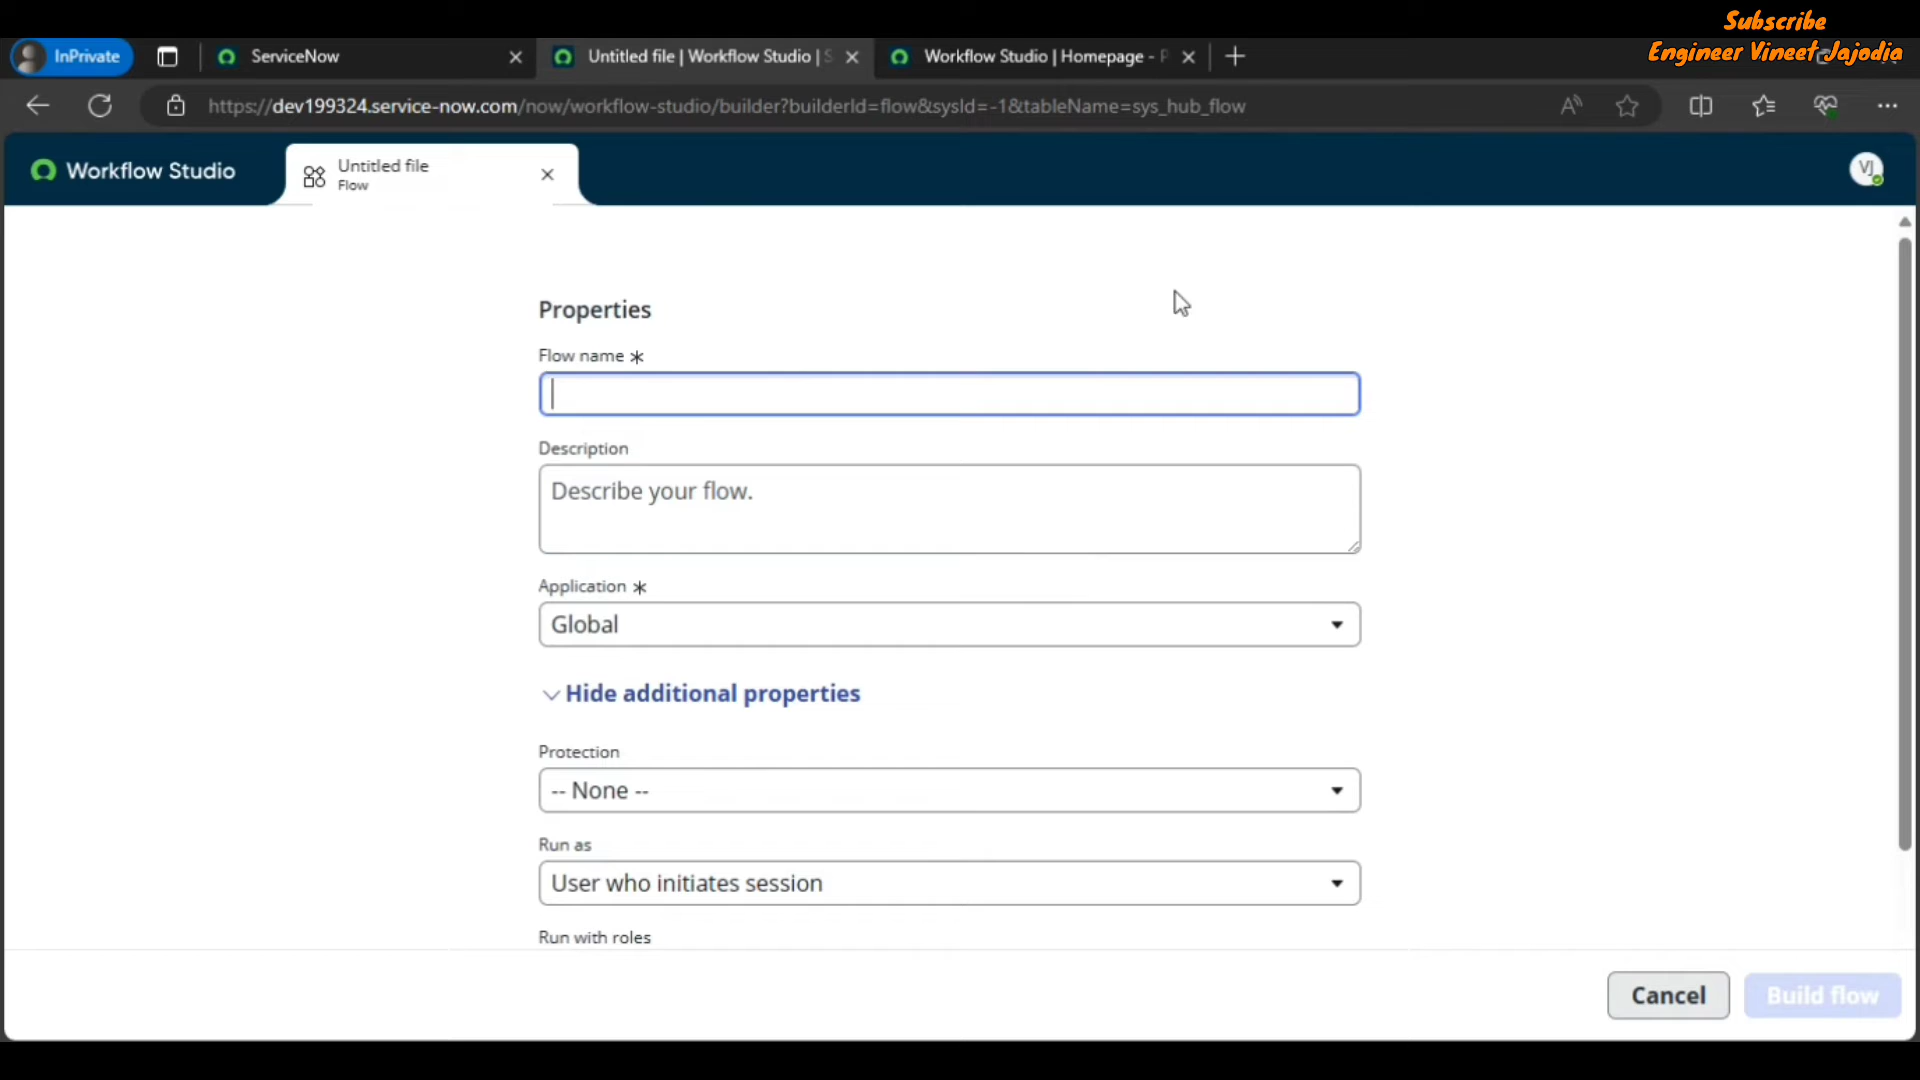 Subscribe
Engineer Vineet Jajodia
InPrivate
ServiceNow
Untitled file | Workflow Studio | S
Workflow Studio | Homepage - P
https://dev199324.service-now.com/now/workflow-studio/builder?builderId=flow&sysId=-1&tableName=sys_hub_flow
Workflow Studio
Untitled file
Flow
VJ
Properties
Flow name *
Description
Describe your flow.
Application *
Global
Hide additional properties
Protection
-- None --
Run as
User who initiates session
Run with roles
Cancel
Build flow